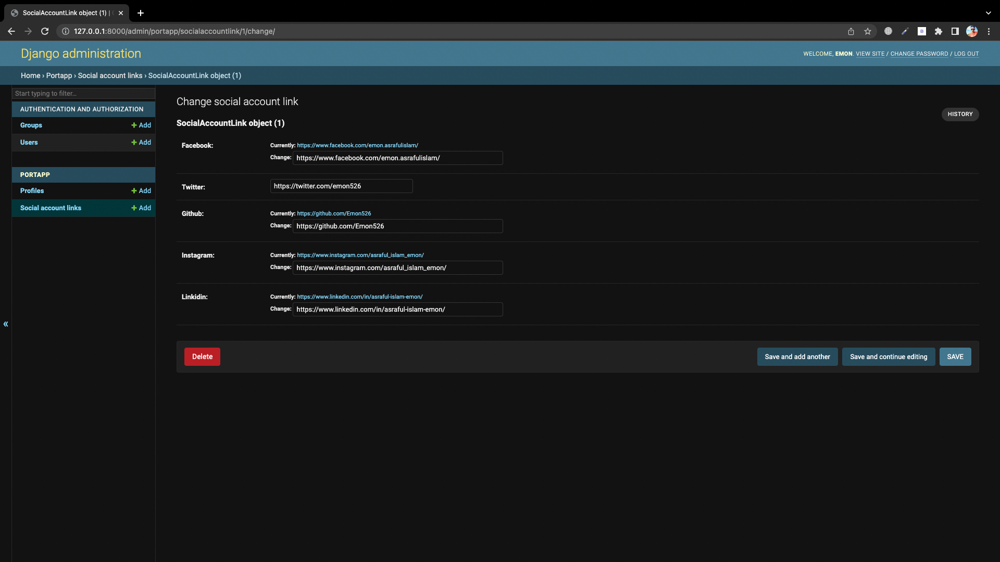 SocialAccountLink object (1) |
127.0.0.1:8000/admin/portapp/socialaccountlink/1/change/
Django administration
WELCOME, EMON. VIEW SITE / CHANGE PASSWORD / LOG OUT
Home › Portapp › Social account links › SocialAccountLink object (1)
Start typing to filter...
AUTHENTICATION AND AUTHORIZATION
Groups + Add
Users + Add
PORTAPP
Profiles + Add
Social account links + Add
«
Change social account link
HISTORY
SocialAccountLink object (1)
Facebook: Currently: https://www.facebook.com/emon.asrafulislam/
Change: https://www.facebook.com/emon.asrafulislam/
Twitter: https://twitter.com/emon526
Github: Currently: https://github.com/Emon526
Change: https://github.com/Emon526
Instagram: Currently: https://www.instagram.com/asraful_islam_emon/
Change: https://www.instagram.com/asraful_islam_emon/
Linkidin: Currently: https://www.linkedin.com/in/asraful-islam-emon/
Change: https://www.linkedin.com/in/asraful-islam-emon/
Delete Save and add another Save and continue editing SAVE